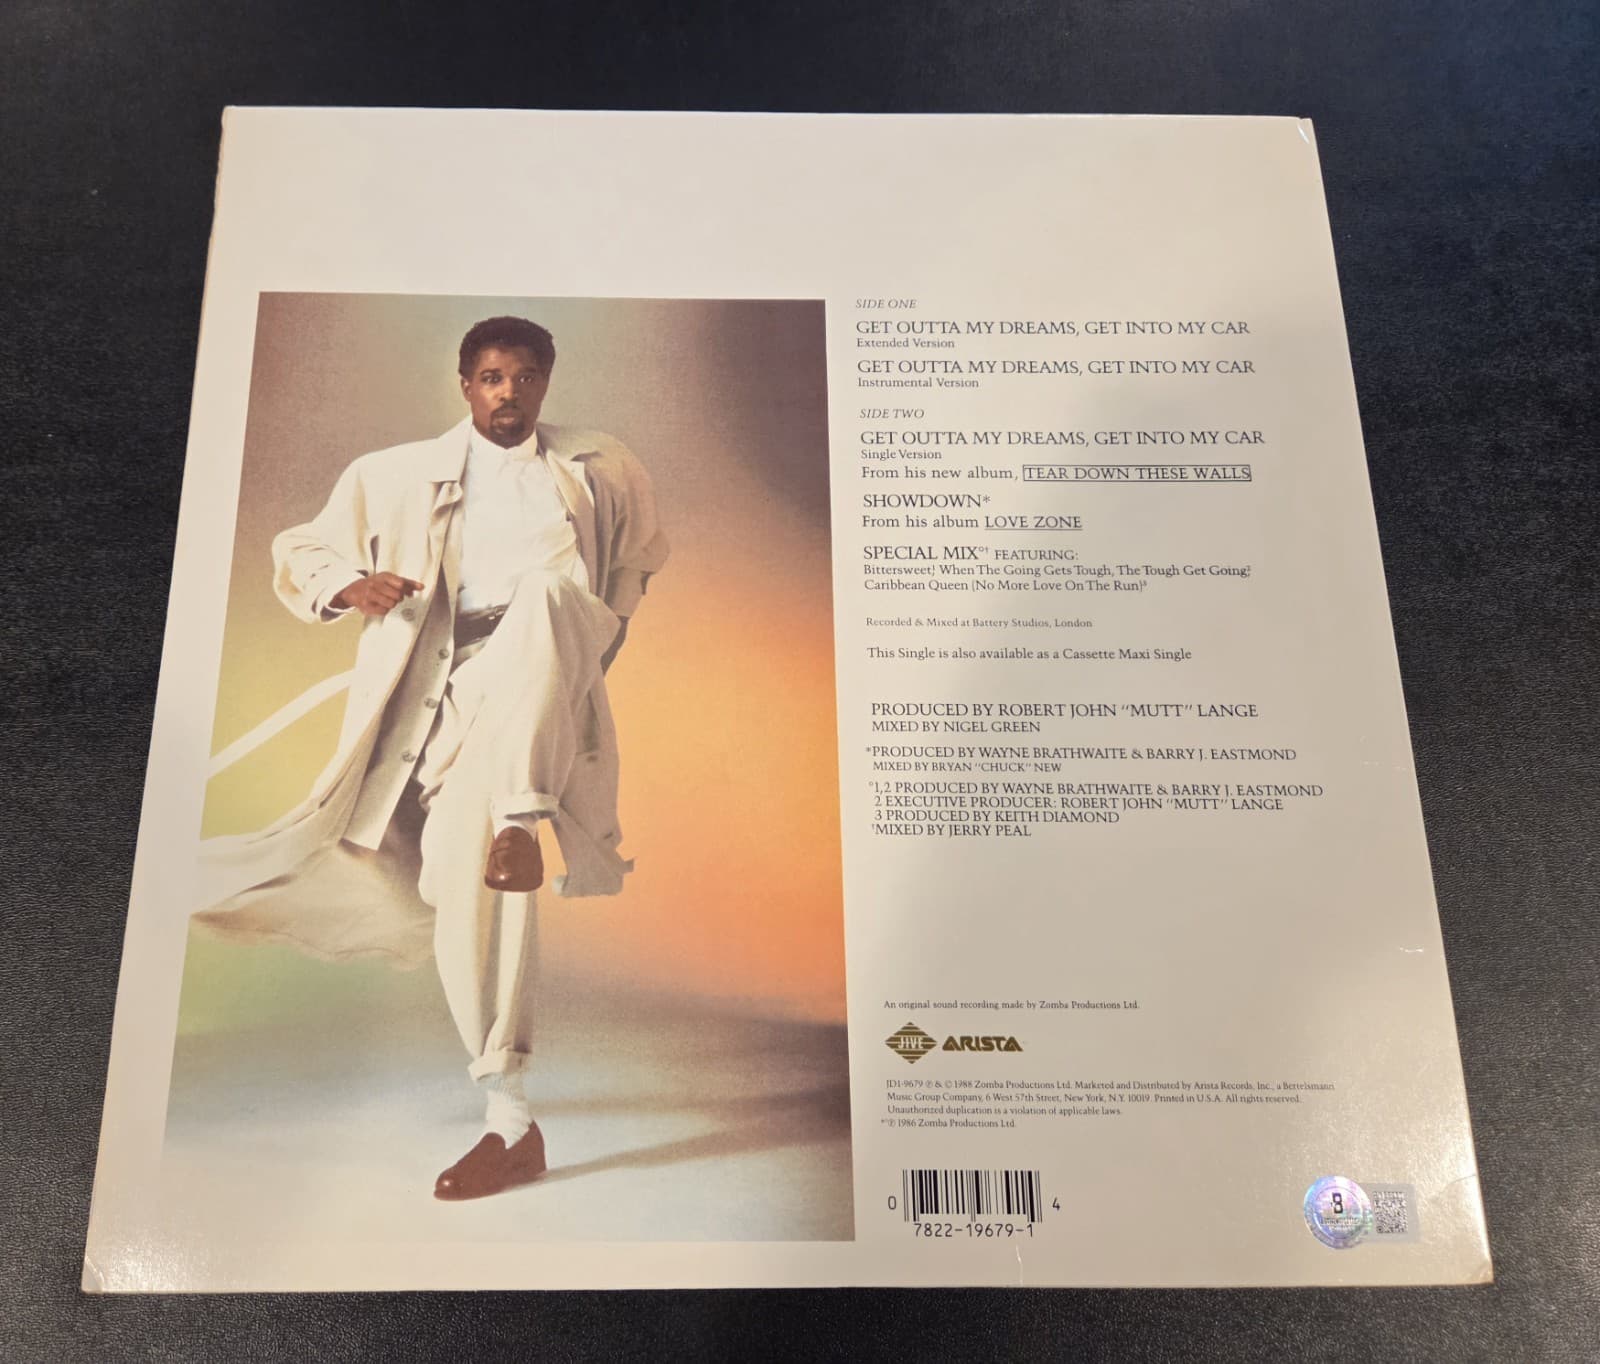 SIDE ONE
GET OUTTA MY DREAMS, GET INTO MY CAR
Extended Version
GET OUTTA MY DREAMS, GET INTO MY CAR
Instrumental Version
SIDE TWO
GET OUTTA MY DREAMS, GET INTO MY CAR
Single Version
From his new album, TEAR DOWN THESE WALLS
SHOWDOWN*
From his album LOVE ZONE
SPECIAL MIX°† FEATURING:
Bittersweet¹, When The Going Gets Tough, The Tough Get Going²,
Caribbean Queen (No More Love On The Run)³
Recorded & Mixed at Battery Studios, London
This Single is also available as a Cassette Maxi Single
PRODUCED BY ROBERT JOHN "MUTT" LANGE
MIXED BY NIGEL GREEN
*PRODUCED BY WAYNE BRATHWAITE & BARRY J. EASTMOND
MIXED BY BRYAN "CHUCK" NEW
°1,2 PRODUCED BY WAYNE BRATHWAITE & BARRY J. EASTMOND
2 EXECUTIVE PRODUCER: ROBERT JOHN "MUTT" LANGE
3 PRODUCED BY KEITH DIAMOND
†MIXED BY JERRY PEAL
An original sound recording made by Zomba Productions Ltd.
JIVE ARISTA
JD1-9679 ℗ & © 1988 Zomba Productions Ltd. Marketed and Distributed by Arista Records, Inc., a Bertelsmann
Music Group Company, 6 West 57th Street, New York, N.Y. 10019. Printed in U.S.A. All rights reserved.
Unauthorized duplication is a violation of applicable laws.
*°℗ 1986 Zomba Productions Ltd.
0 7822-19679-1 4
B